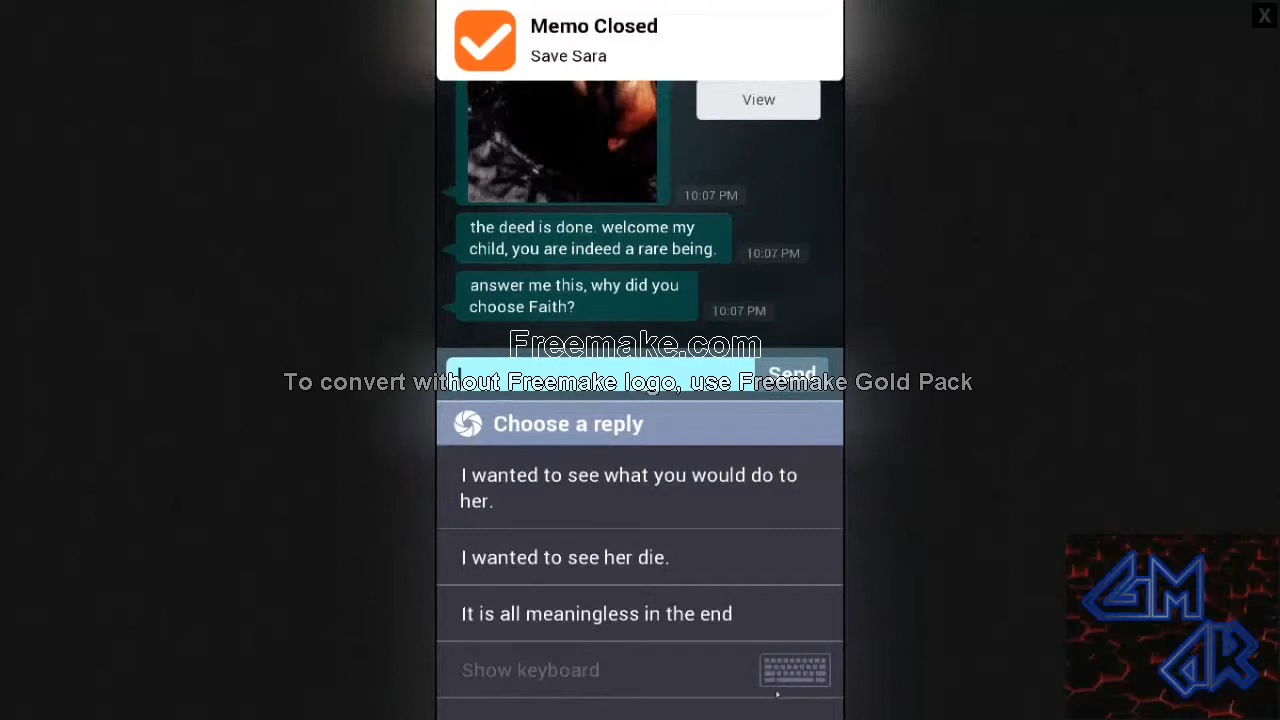 X
Memo Closed
Save Sara
View
10:07 PM
the deed is done. welcome my
child, you are indeed a rare being.
10:07 PM
answer me this, why did you
choose Faith?
10:07 PM
Freemake.com
Send
To convert without Freemake logo, use Freemake Gold Pack
Choose a reply
I wanted to see what you would do to
her.
I wanted to see her die.
It is all meaningless in the end
Show keyboard